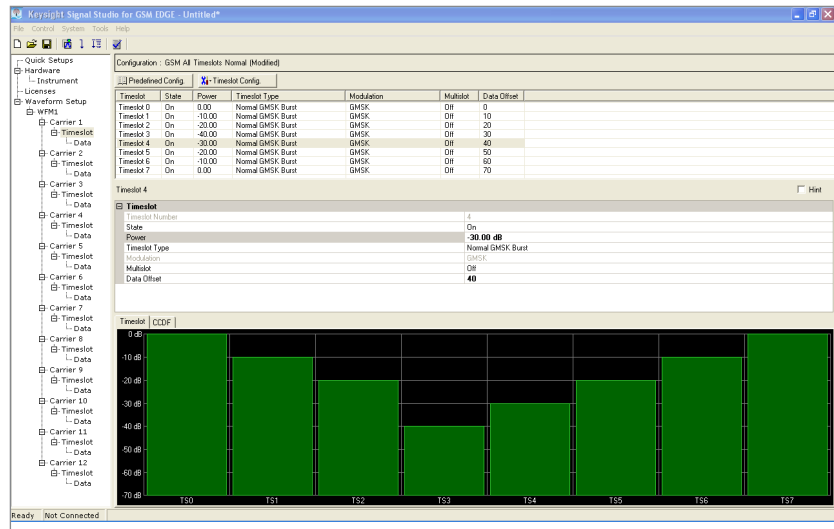 Keysight Signal Studio for GSM EDGE - Untitled*
File Control System Tools Help
Quick Setups
Hardware
Instrument
Licenses
Waveform Setup
WFM1
Carrier 1
Timeslot
Data
Carrier 2
Timeslot
Data
Carrier 3
Timeslot
Data
Carrier 4
Timeslot
Data
Carrier 5
Timeslot
Data
Carrier 6
Timeslot
Data
Carrier 7
Timeslot
Data
Carrier 8
Timeslot
Data
Carrier 9
Timeslot
Data
Carrier 10
Timeslot
Data
Carrier 11
Timeslot
Data
Carrier 12
Timeslot
Data
Configuration : GSM All Timeslots Normal (Modified)
Predefined Config. Timeslot Config.
Timeslot State Power Timeslot Type Modulation Multislot Data Offset
Timeslot 0 On 0.00 Normal GMSK Burst GMSK Off 0
Timeslot 1 On -10.00 Normal GMSK Burst GMSK Off 10
Timeslot 2 On -20.00 Normal GMSK Burst GMSK Off 20
Timeslot 3 On -40.00 Normal GMSK Burst GMSK Off 30
Timeslot 4 On -30.00 Normal GMSK Burst GMSK Off 40
Timeslot 5 On -20.00 Normal GMSK Burst GMSK Off 50
Timeslot 6 On -10.00 Normal GMSK Burst GMSK Off 60
Timeslot 7 On 0.00 Normal GMSK Burst GMSK Off 70
Timeslot 4 Hint
Timeslot
Timeslot Number 4
State On
Power -30.00 dB
Timeslot Type Normal GMSK Burst
Modulation GMSK
Multislot Off
Data Offset 40
Timeslot CCDF
0 dB
-10 dB
-20 dB
-30 dB
-40 dB
-50 dB
-60 dB
-70 dB
TS0 TS1 TS2 TS3 TS4 TS5 TS6 TS7
Ready Not Connected